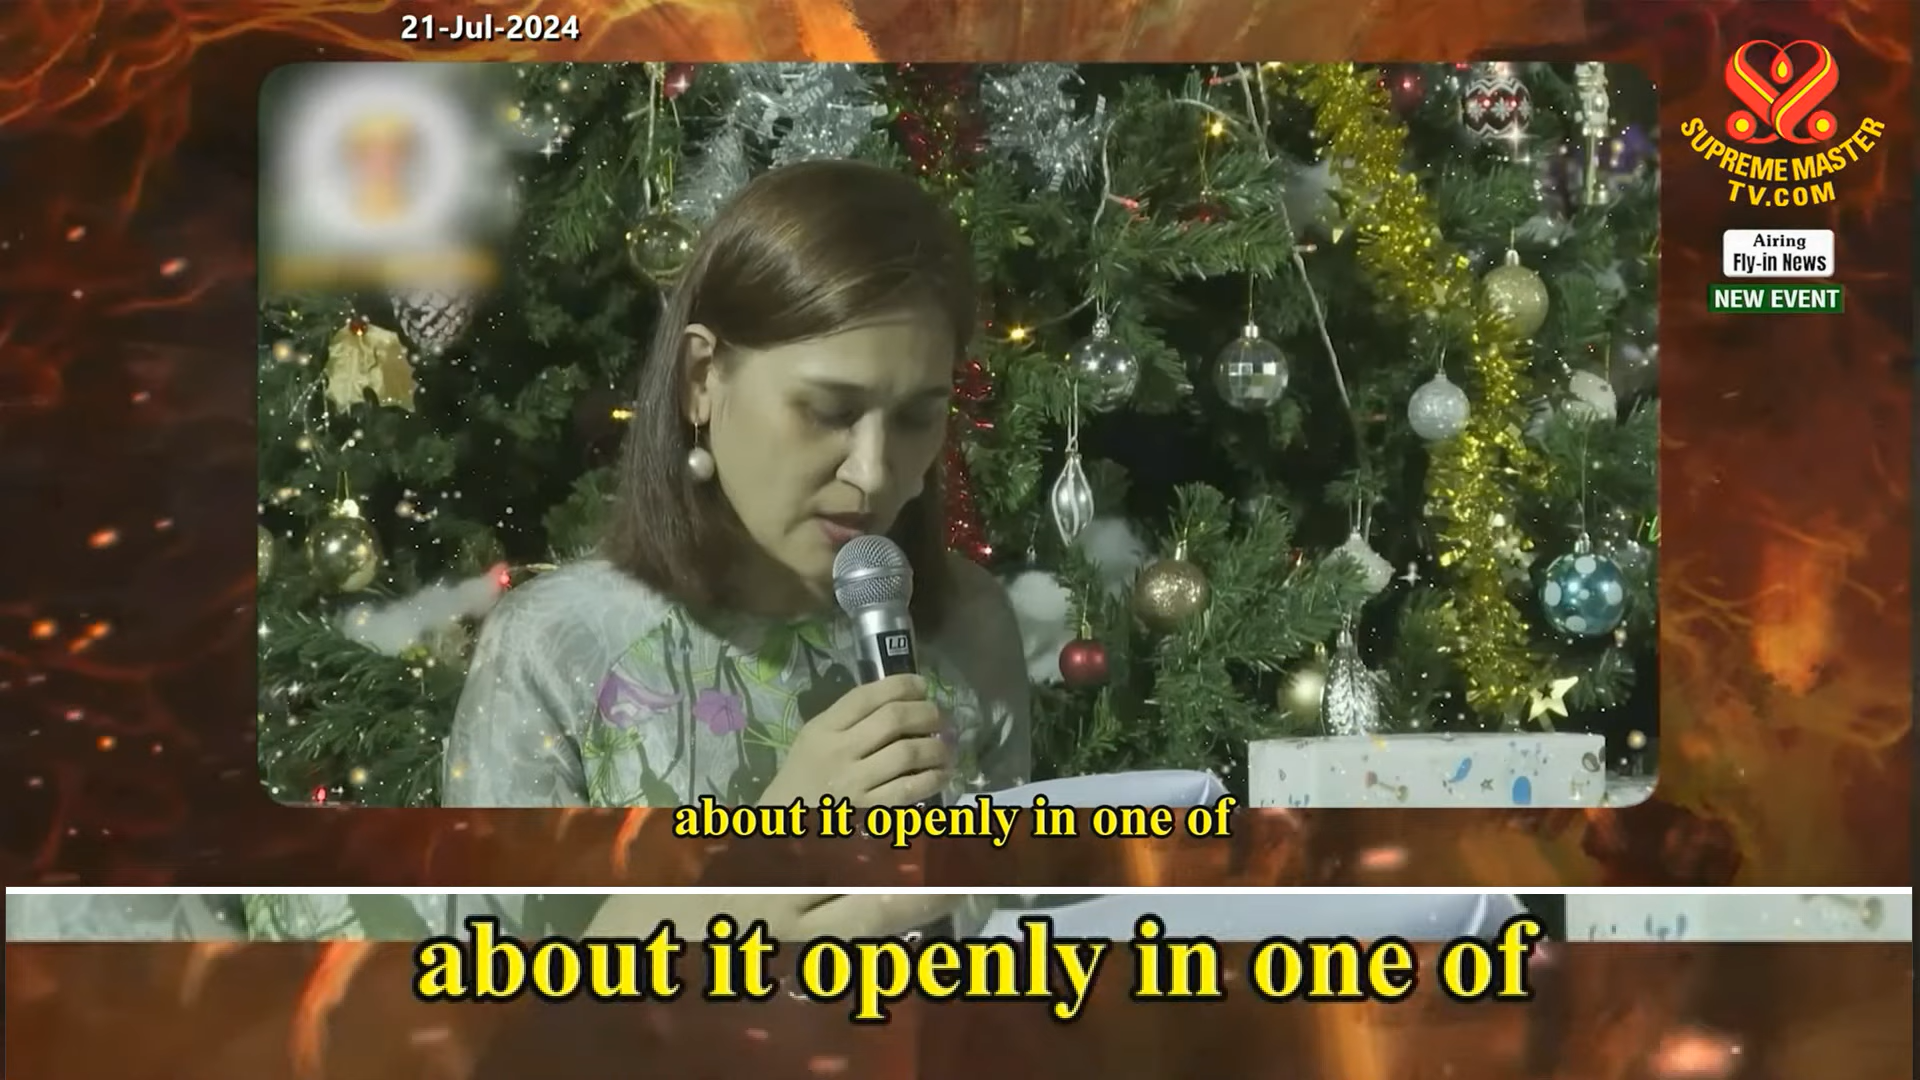 21-Jul-2024
SUPREME MASTER
TV.COM
Airing
Fly-in News
NEW EVENT
LD
about it openly in one of
about it openly in one of